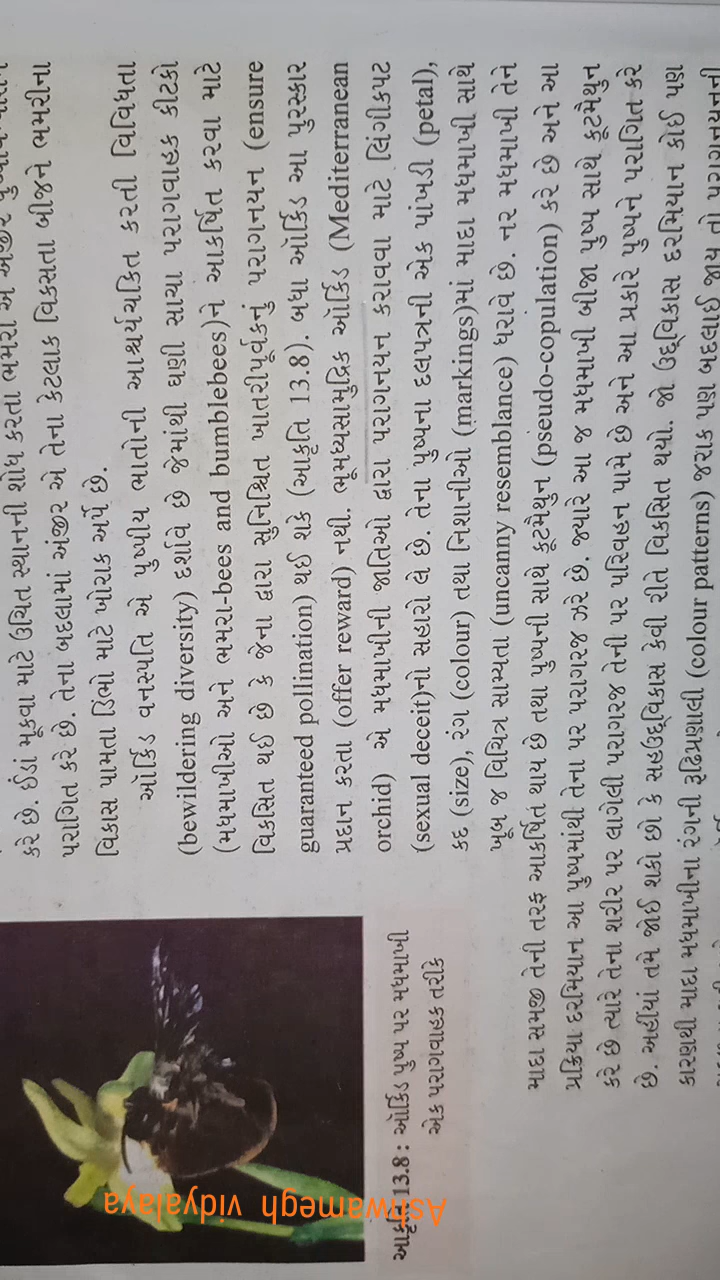 કરે છે. ઈંડાં મૂકવા માટે ઉચિત સ્થાનની શોધ કરતા ભમરા એ અંજીર
પરાગિત કરે છે. તેના બદલામાં અંજીર એ તેના કેટલાક વિકસતા બીજને ભમરીના
વિકાસ પામતા ડિંભો માટે ખોરાક અર્પે છે.
ઑર્કિડ વનસ્પતિ એ પુષ્પીય ભાતોની આશ્ચર્યચકિત કરતી વિવિધતા
(bewildering diversity) દર્શાવે છે જેમાંથી ઘણી સાચા પરાગવાહક કીટકો
(મધમાખીઓ અને ભમરા-bees and bumblebees)ને આકર્ષિત કરવા માટે
વિકસિત થઈ છે કે જેના દ્વારા સુનિશ્ચિત ખાતરીપૂર્વકનું પરાગનયન (ensure
guaranteed pollination) થઈ શકે (આકૃતિ 13.8). બધા ઑર્કિડ આ પુરસ્કાર
પ્રદાન કરતા (offer reward) નથી. ભૂમધ્યસામુદ્રિક ઑર્કિડ (Mediterranean
orchid) એ મધમાખીની જાતિઓ દ્વારા પરાગનયન કરાવવા માટે લિંગીકપટ
(sexual deceit)નો સહારો લે છે. તેના પુષ્પના દલપત્રની એક પાંખડી (petal),
કદ (size), રંગ (colour) તથા નિશાનીઓ (markings)માં માદા મધમાખી સાથે
ખૂબ જ વિચિત્ર સામ્યતા (uncanny resemblance) ધરાવે છે. નર મધમાખી તેને
માદા સમજી તેની તરફ આકર્ષિત થાય છે તથા પુષ્પની સાથે કૂટમૈથુન (pseudo-copulation) કરે છે અને આ
પ્રક્રિયા દરમિયાન આ પુષ્પમાંથી તેના પર પરાગરજ ઝરે છે. જ્યારે આ જ મધમાખી બીજા પુષ્પ સાથે કૂટમૈથુન
કરે છે ત્યારે તેના શરીર પર લાગેલી પરાગરજ તેની પર પરિવહન પામે છે અને આ પ્રકારે પુષ્પને પરાગિત કરે
છે. અહીંયાં તમે જોઈ શકો છો કે સહઉદ્દવિકાસ કેવી રીતે વિકસિત થયો. જો ઉદ્દવિકાસ દરમિયાન કોઈ પણ
કારણથી માદા મધમાખીના રંગની રૂઢિપ્રણાલી (colour patterns) જરાક પણ બદલાઈ જાય તો પરાગનયનની
આકૃતિ 13.8 : ઑર્કિડ પુષ્પ પર મધમાખી
એક પરાગવાહક તરીકે
Ashwamegh vidyalaya